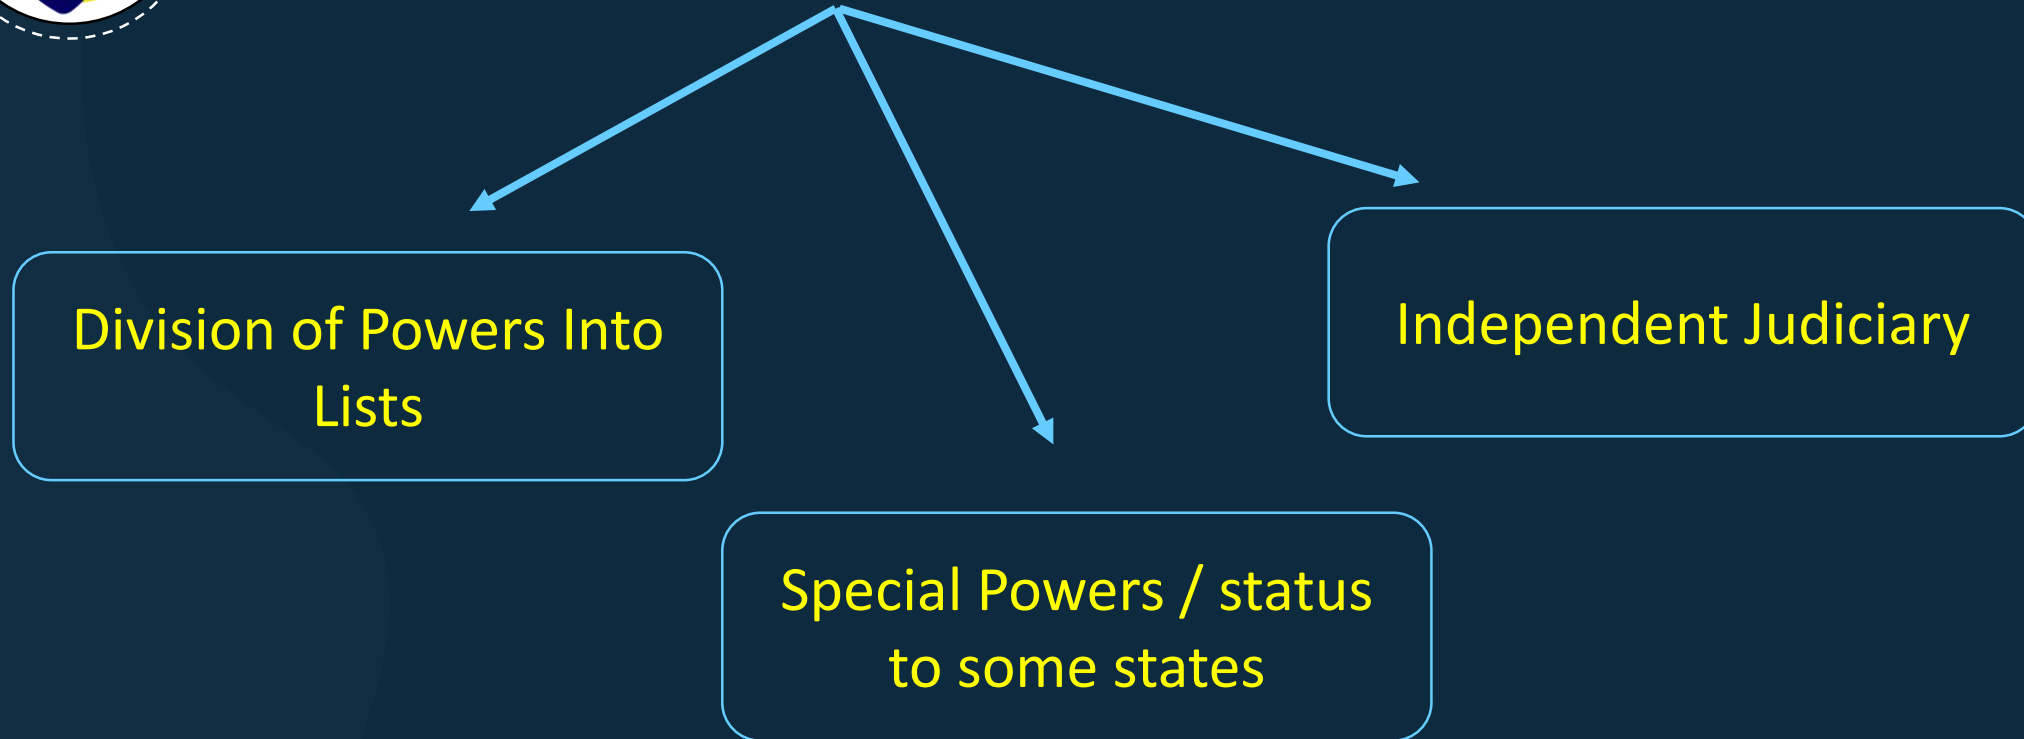 Division of Powers Into
Lists
Independent Judiciary
Special Powers / status
to some states